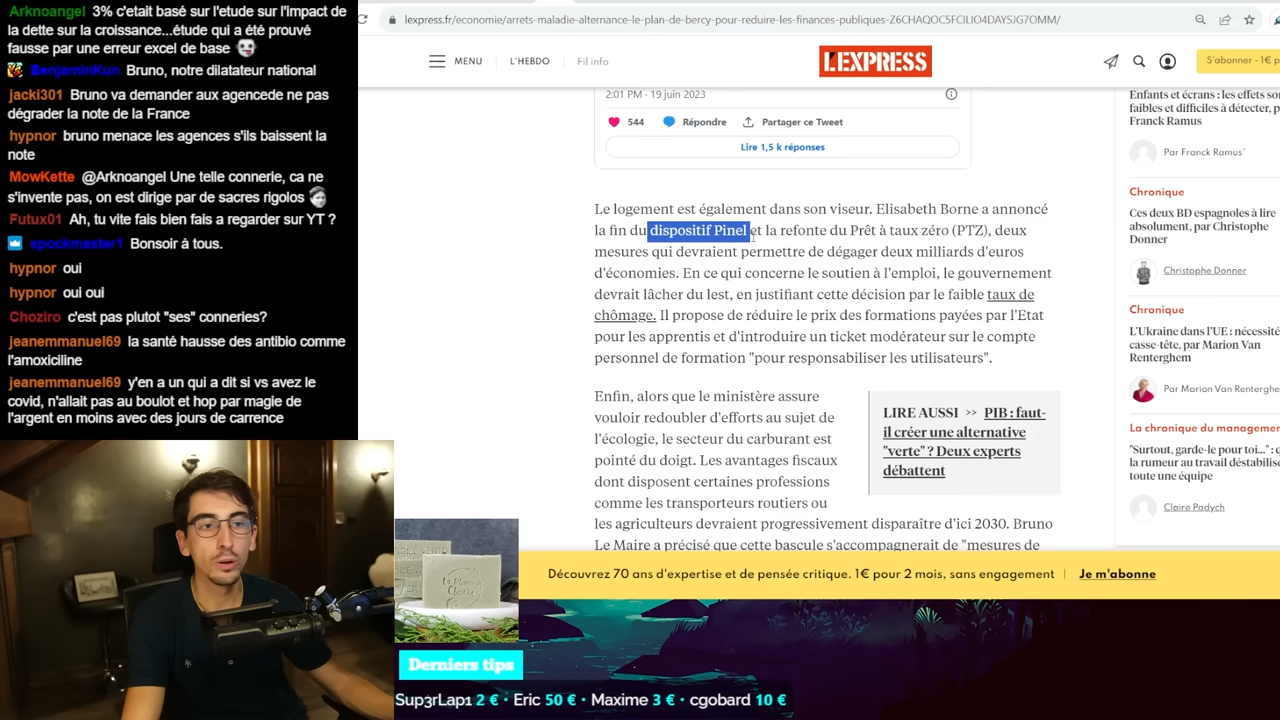 Arknoangel 3% c'etait basé sur l'etude sur l'impact de
la dette sur la croissance...étude qui a été prouvé
fausse par une erreur excel de base
BenjaminKun Bruno, notre dilatateur national
jacki301 Bruno va demander aux agencede ne pas
dégrader la note de la France
hypnor bruno menace les agences s'ils baissent la
note
MowKette @Arknoangel Une telle connerie, ca ne
s'invente pas, on est dirige par de sacres rigolos
Futux01 Ah, tu vite fais bien fais a regarder sur YT ?
spockmaster1 Bonsoir à tous.
hypnor oui
hypnor oui oui
Choziro c'est pas plutot "ses" conneries?
jeanemmanuel69 la santé hausse des antibio comme
l'amoxiciline
jeanemmanuel69 y'en a un qui a dit si vs avez le
covid, n'allait pas au boulot et hop par magie de
l'argent en moins avec des jours de carrence
lexpress.fr/economie/arrets-maladie-alternance-le-plan-de-bercy-pour-reduire-les-finances-publiques-Z6CHAQOC5FCILIO4DAYSJG7OMM/
MENU
L'HEBDO
Fil info
L'EXPRESS
S'abonner - 1€ p
2:01 PM · 19 juin 2023
544 Répondre Partager ce Tweet
Lire 1,5 k réponses
Le logement est également dans son viseur. Elisabeth Borne a annoncé
la fin du dispositif Pinel et la refonte du Prêt à taux zéro (PTZ), deux
mesures qui devraient permettre de dégager deux milliards d'euros
d'économies. En ce qui concerne le soutien à l'emploi, le gouvernement
devrait lâcher du lest, en justifiant cette décision par le faible taux de
chômage. Il propose de réduire le prix des formations payées par l'Etat
pour les apprentis et d'introduire un ticket modérateur sur le compte
personnel de formation "pour responsabiliser les utilisateurs".
Enfin, alors que le ministère assure
vouloir redoubler d'efforts au sujet de
l'écologie, le secteur du carburant est
pointé du doigt. Les avantages fiscaux
dont disposent certaines professions
comme les transporteurs routiers ou
les agriculteurs devraient progressivement disparaître d'ici 2030. Bruno
Le Maire a précisé que cette bascule s'accompagnerait de "mesures de
LIRE AUSSI >> PIB : faut-
il créer une alternative
"verte" ? Deux experts
débattent
Enfants et écrans : les effets so
faibles et difficiles à détecter, p
Franck Ramus
Par Franck Ramus'
Chronique
Ces deux BD espagnoles à lire
absolument, par Christophe
Donner
Christophe Donner
Chronique
L'Ukraine dans l'UE : nécessité
casse-tête, par Marion Van
Renterghem
Par Marion Van Renterghe
La chronique du managemen
"Surtout, garde-le pour toi…" : q
la rumeur au travail déstabilise
toute une équipe
Claire Padych
Découvrez 70 ans d'expertise et de pensée critique. 1€ pour 2 mois, sans engagement | Je m'abonne
Derniers tips
Sup3rLap1 2 € • Eric 50 € • Maxime 3 € • cgobard 10 €